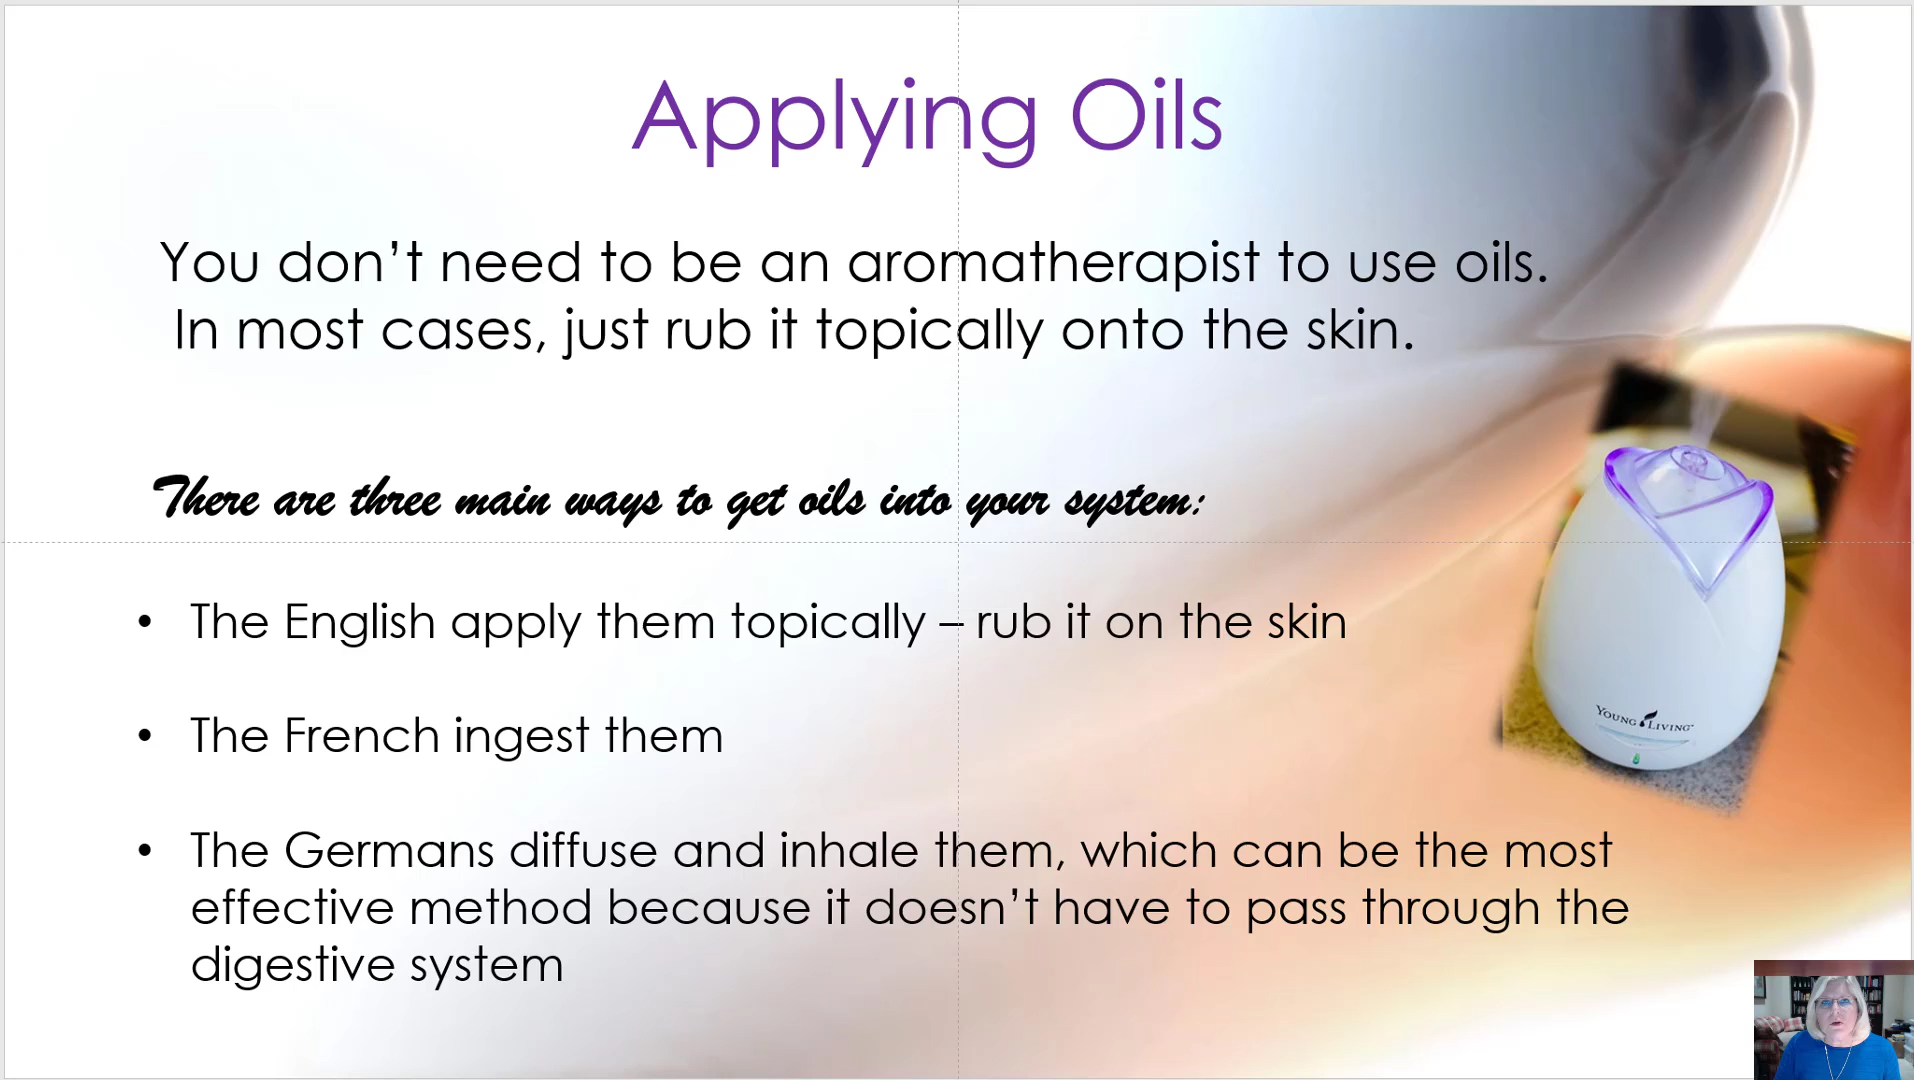 Applying Oils
You don’t need to be an aromatherapist to use oils.
In most cases, just rub it topically onto the skin.
There are three main ways to get oils into your system:
• The English apply them topically – rub it on the skin
• The French ingest them
• The Germans diffuse and inhale them, which can be the most
effective method because it doesn’t have to pass through the
digestive system
YOUNG LIVING